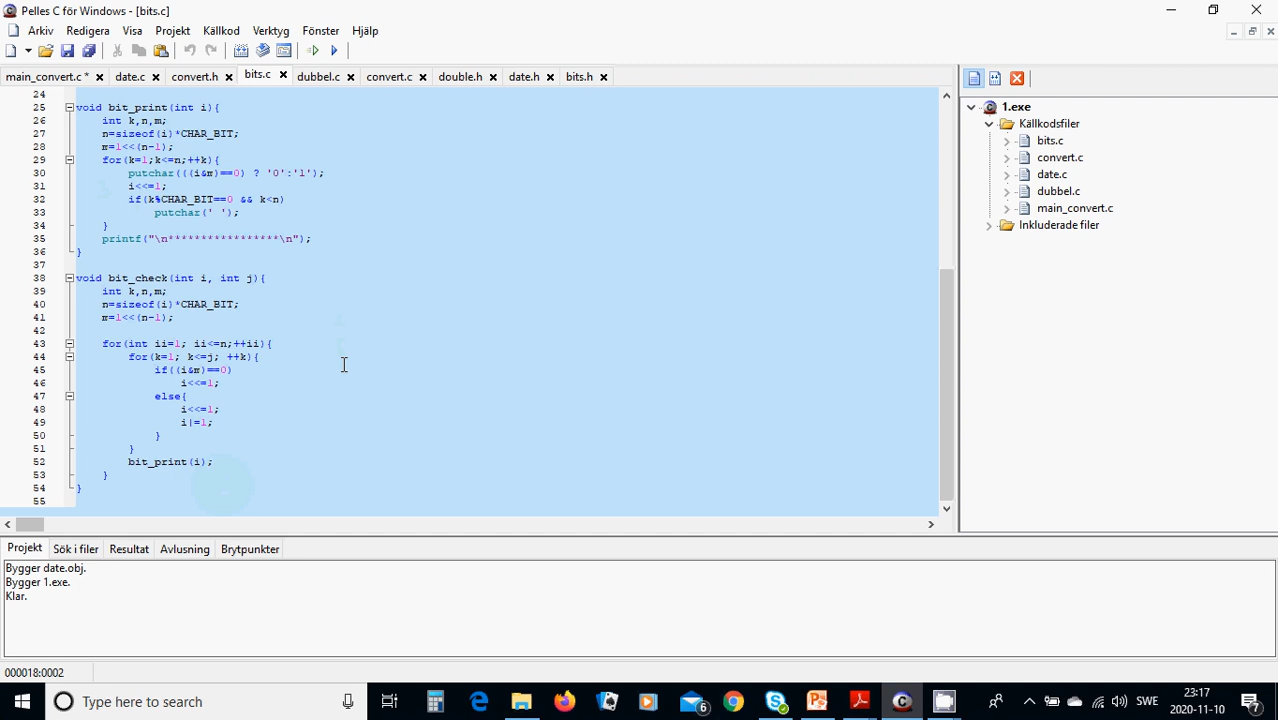 Pelles C för Windows - [bits.c]
Arkiv Redigera Visa Projekt Källkod Verktyg Fönster Hjälp
main_convert.c * date.c convert.h bits.c dubbel.c convert.c double.h date.h bits.h
24
25 void bit_print(int i){
26 int k,n,m;
27 n=sizeof(i)*CHAR_BIT;
28 m=1<<(n-1);
29 for(k=1;k<=n;++k){
30 putchar(((i&m)==0) ? '0':'1');
31 i<<=1;
32 if(k%CHAR_BIT==0 && k<n)
33 putchar(' ');
34 }
35 printf("\n*****************\n");
36 }
37
38 void bit_check(int i, int j){
39 int k,n,m;
40 n=sizeof(i)*CHAR_BIT;
41 m=1<<(n-1);
42
43 for(int ii=1; ii<=n;++ii){
44 for(k=1; k<=j; ++k){
45 if((i&m)==0)
46 i<<=1;
47 else{
48 i<<=1;
49 i|=1;
50 }
51 }
52 bit_print(i);
53 }
54 }
55
1.exe
Källkodsfiler
bits.c
convert.c
date.c
dubbel.c
main_convert.c
Inkluderade filer
Projekt Sök i filer Resultat Avlusning Brytpunkter
Bygger date.obj.
Bygger 1.exe.
Klar.
000018:0002
Type here to search
6
SWE
23:17
2020-11-10
7